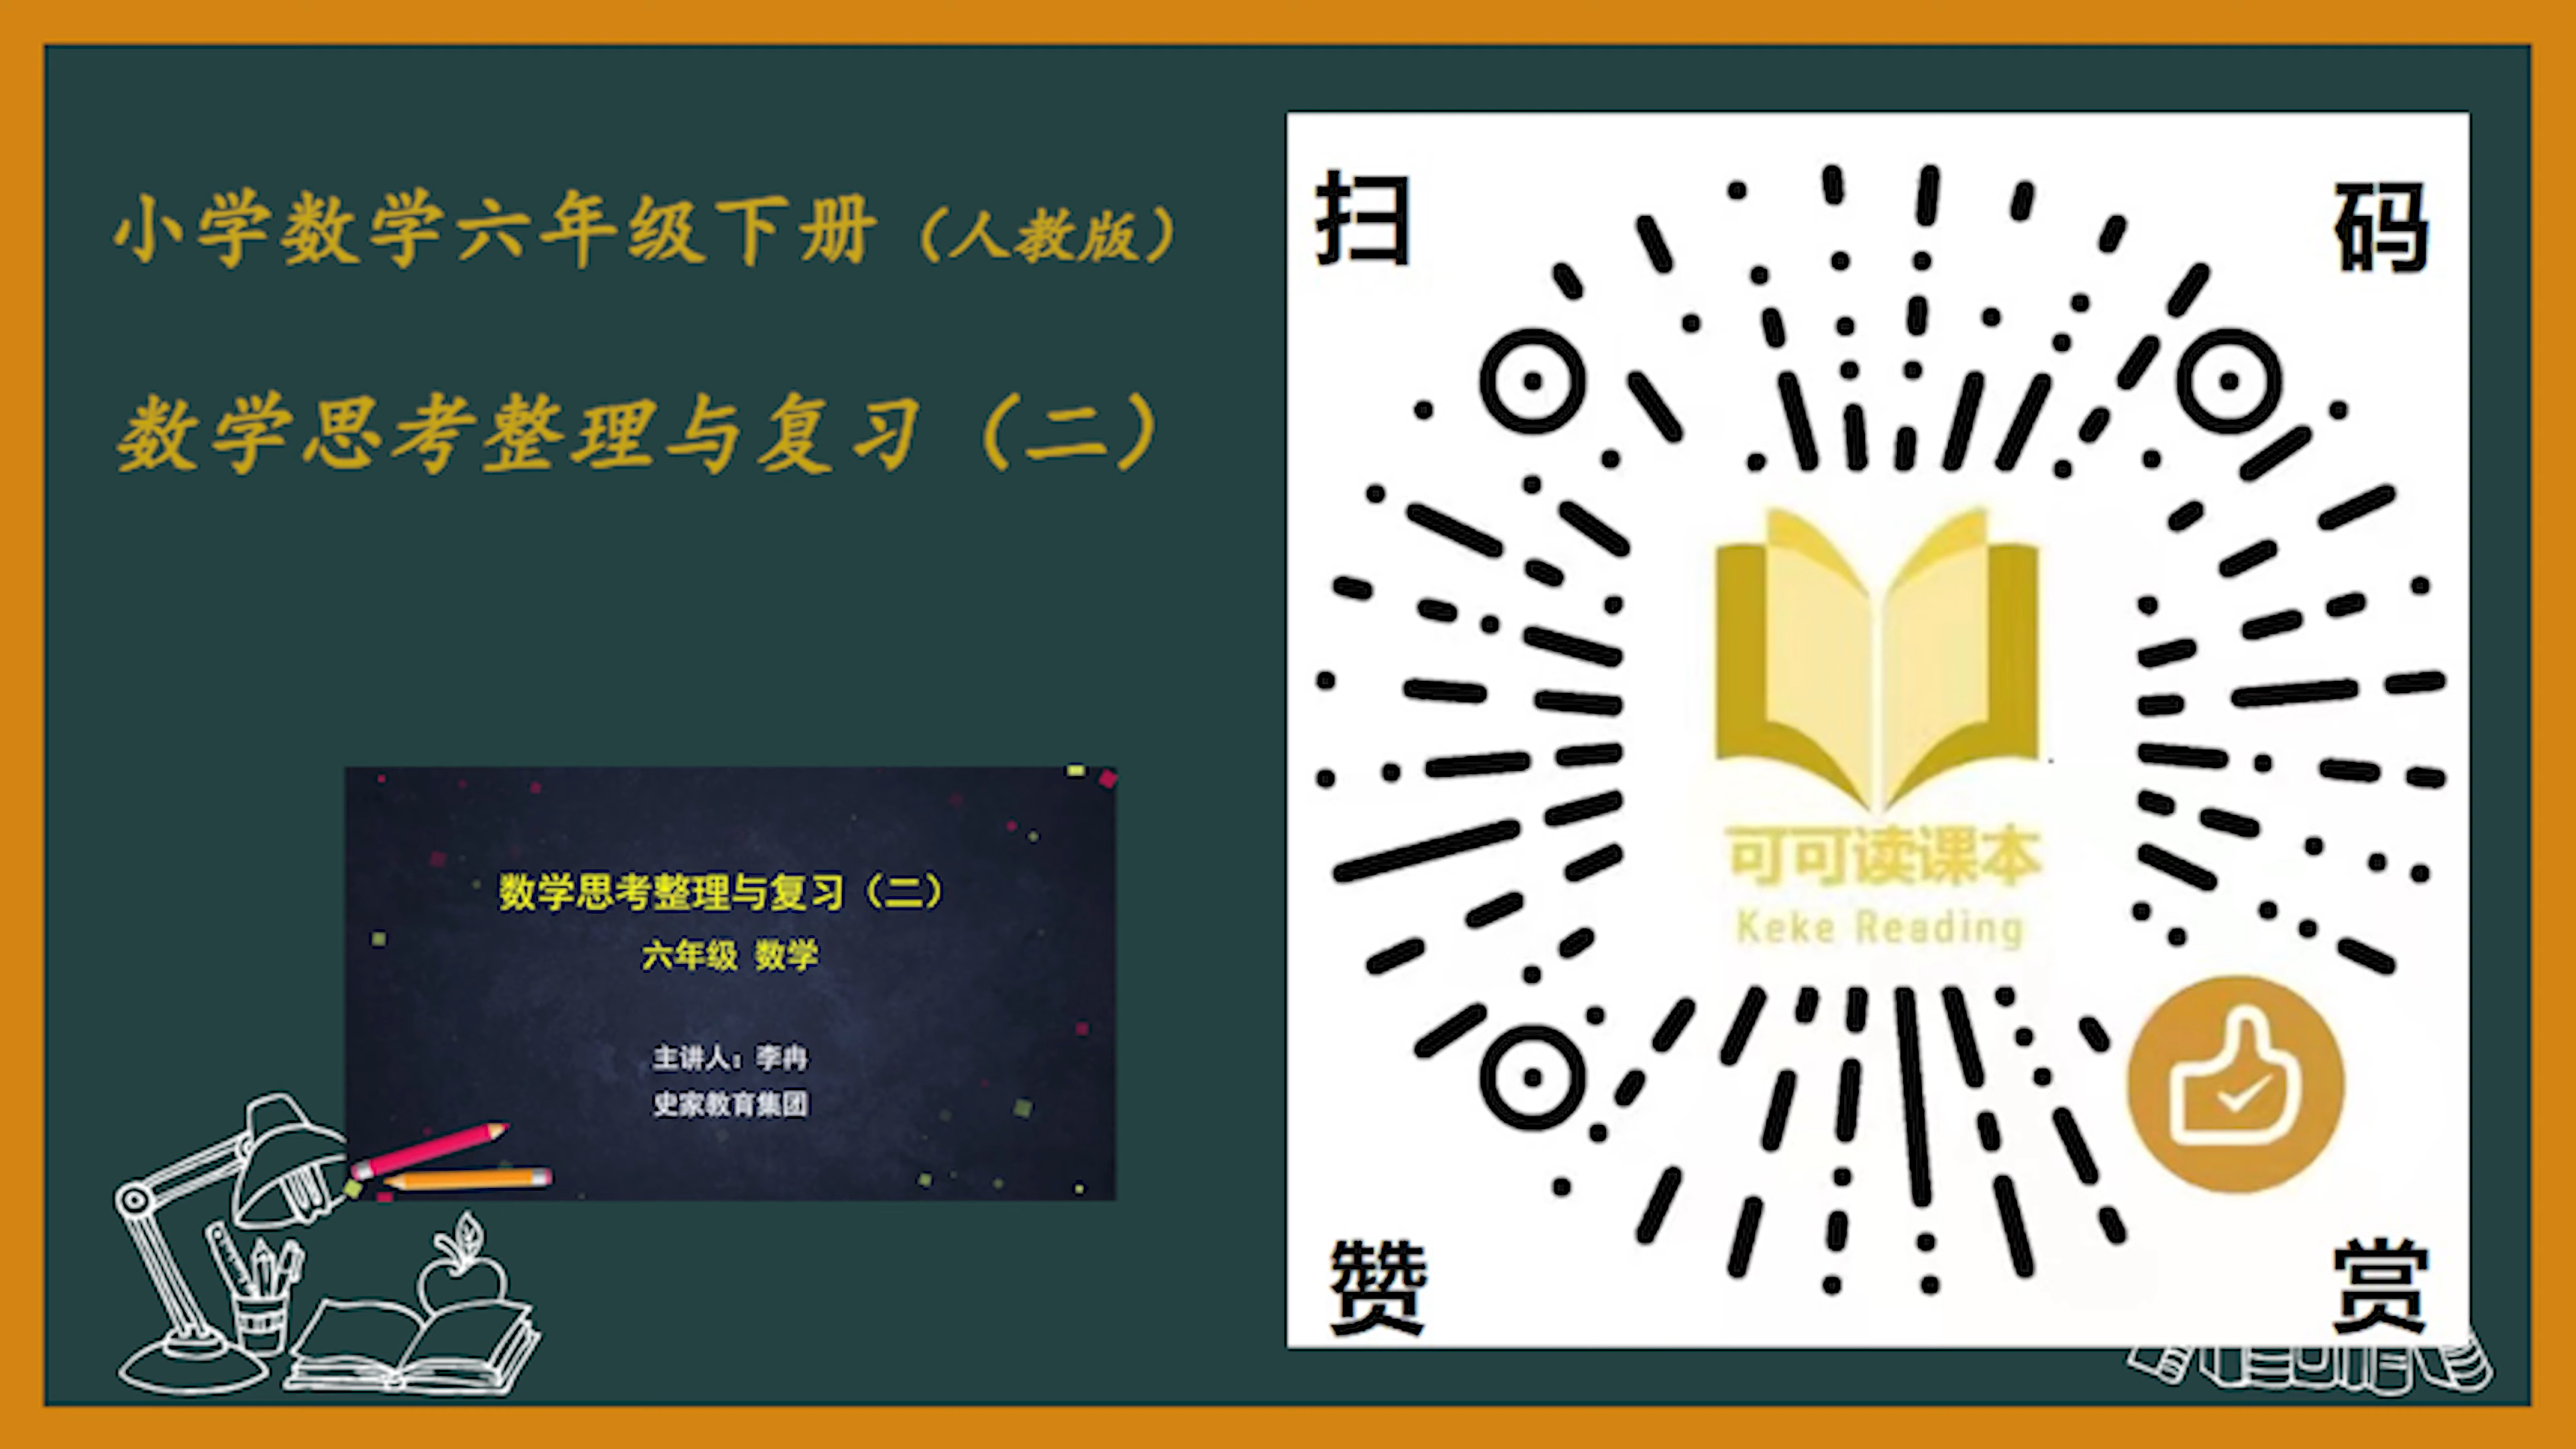 小学数学六年级下册（人教版）
数学思考整理与复习（二）
数学思考整理与复习（二）
六年级 数学
主讲人：李冉
史家教育集团
扫 码
可可读课本
Keke Reading
赞 赏